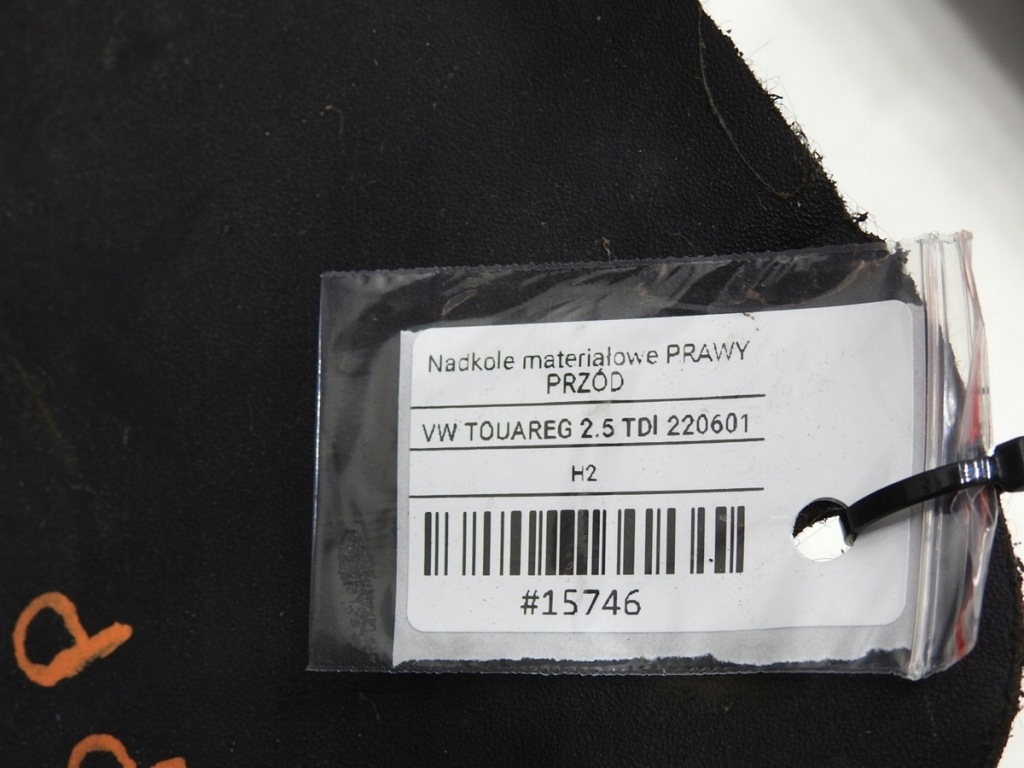 Nadkole materiałowe PRAWY
PRZÓD
VW TOUAREG 2.5 TDI 220601
H2
#15746